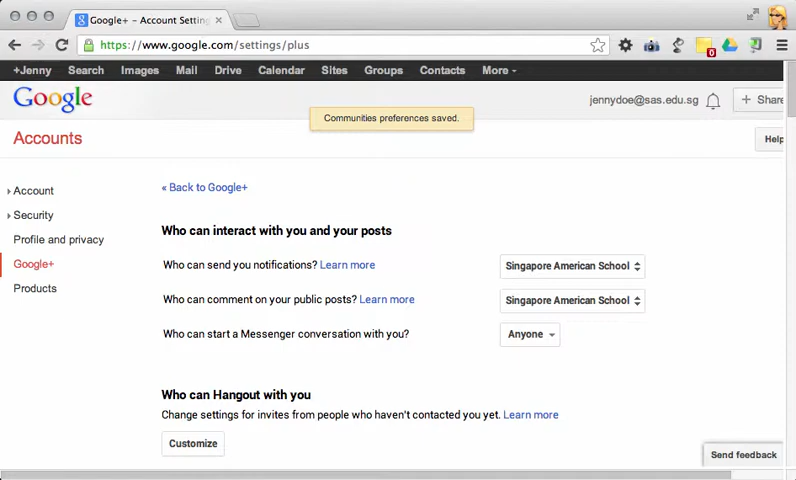 Google+ – Account Settin
https://www.google.com/settings/plus
0
+Jenny Search Images Mail Drive Calendar Sites Groups Contacts More
Google
jennydoe@sas.edu.sg
+ Share
Communities preferences saved.
Accounts
Help
Account
Security
Profile and privacy
Google+
Products
« Back to Google+
Who can interact with you and your posts
Who can send you notifications? Learn more Singapore American School
Who can comment on your public posts? Learn more Singapore American School
Who can start a Messenger conversation with you? Anyone
Who can Hangout with you
Change settings for invites from people who haven't contacted you yet. Learn more
Customize
Send feedback